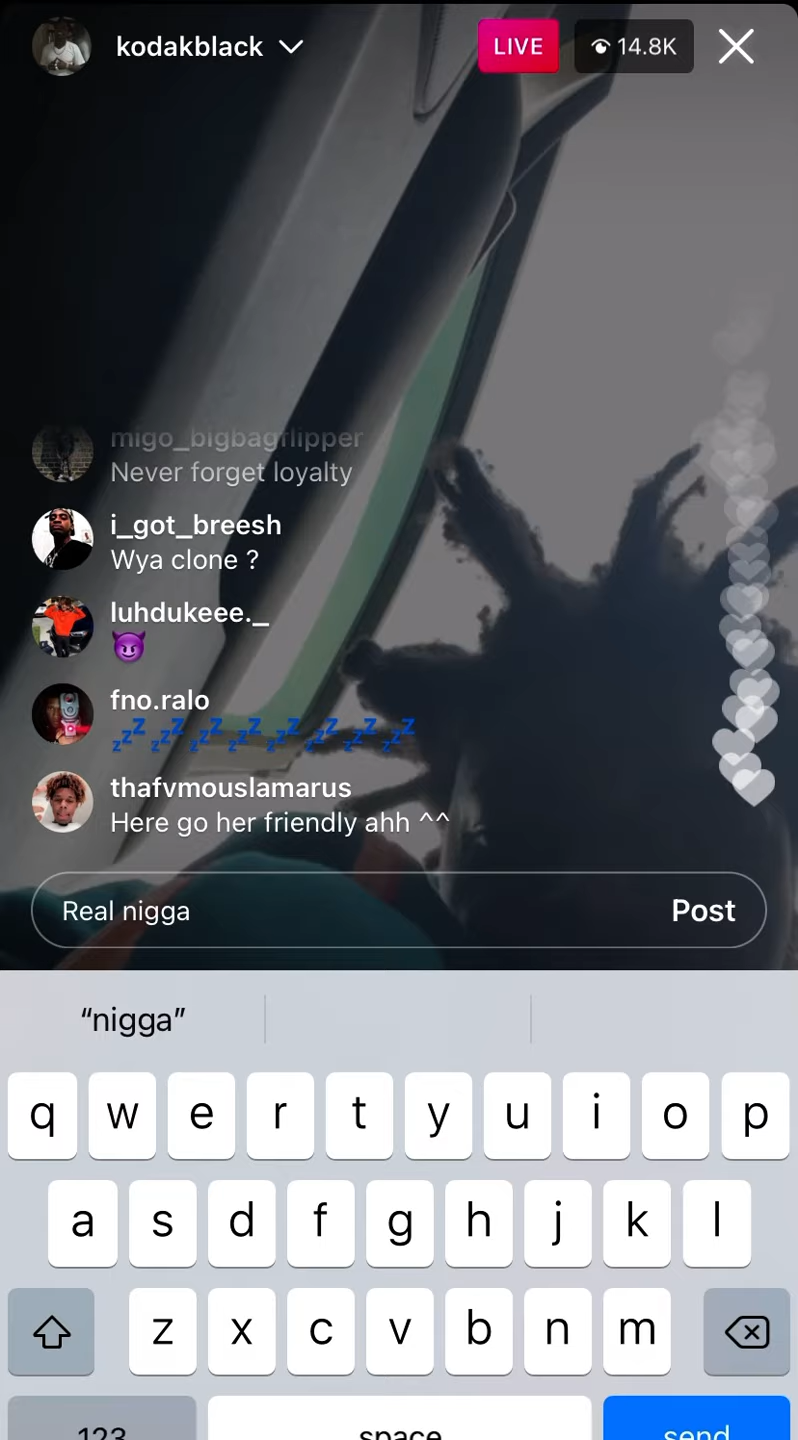 kodakblack
LIVE
14.8K
migo_bigbagflipper
Never forget loyalty
i_got_breesh
Wya clone ?
luhdukeee._
😈
fno.ralo
💤💤💤💤💤💤💤💤
thafvmouslamarus
Here go her friendly ahh ^^
Real nigga
Post
“nigga”
q w e r t y u i o p
a s d f g h j k l
z x c v b n m
123 space send